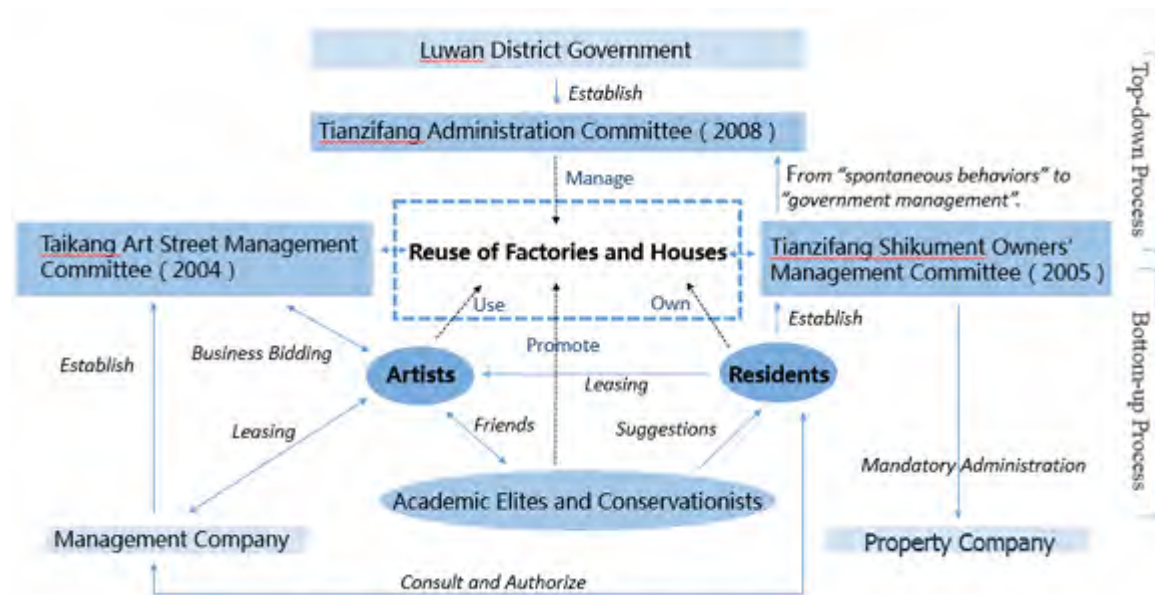 Luwan District Government
Establish
Tianzifang Administration Committee ( 2008 )
Manage
From “spontaneous behaviors” to
“government management”.
Top-down Process
Taikang Art Street Management
Committee ( 2004 )
Reuse of Factories and Houses
Tianzifang Shikument Owners’
Management Committee ( 2005 )
Use
Own
Establish
Business Bidding
Promote
Establish
Artists
Leasing
Residents
Bottom-up Process
Leasing
Friends
Suggestions
Mandatory Administration
Academic Elites and Conservationists
Management Company
Property Company
Consult and Authorize